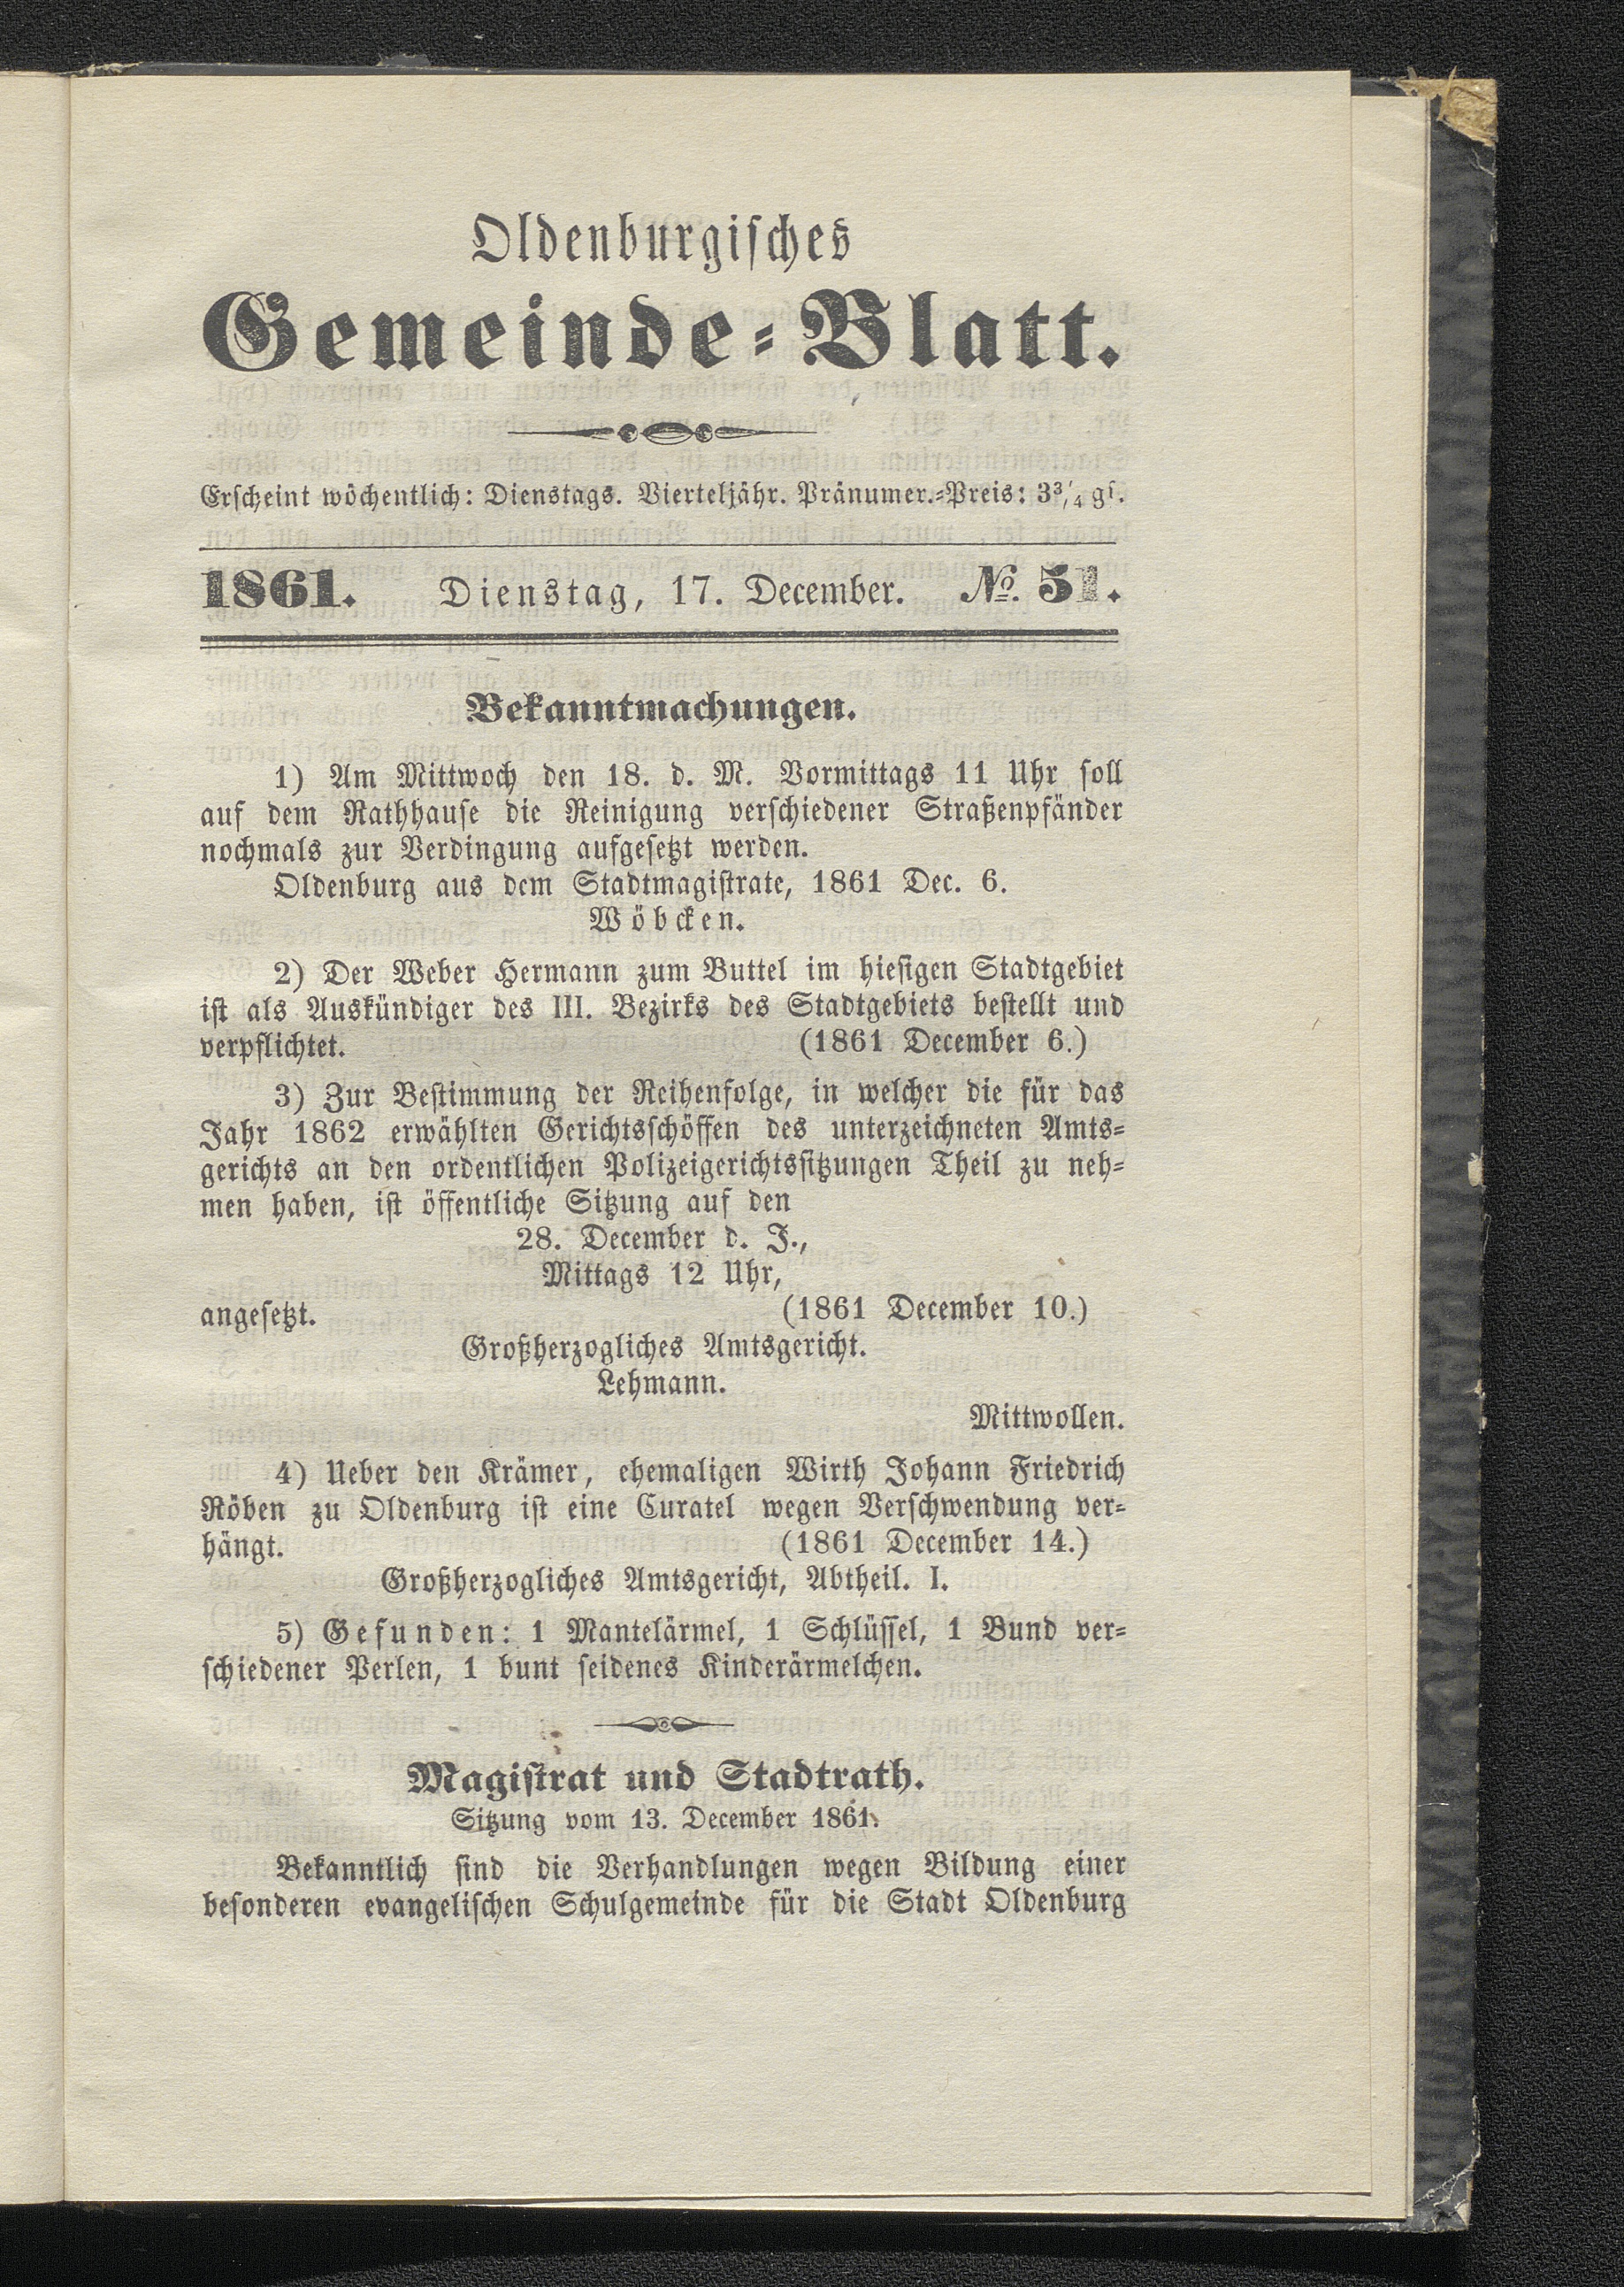 Oldenburgisches
Gemeinde-Blatt.
Erscheint wöchentlich: Dienstags. Vierteljähr. Pränumer.-Preis: 3³/₄ gſ.
1861. Dienstag, 17. December. №. 51.
Bekanntmachungen.
1) Am Mittwoch den 18. d. M. Vormittags 11 Uhr soll
auf dem Rathhause die Reinigung verschiedener Straßenpfänder
nochmals zur Verdingung aufgesetzt werden.
Oldenburg aus dem Stadtmagistrate, 1861 Dec. 6.
Wöbcken.
2) Der Weber Hermann zum Buttel im hiesigen Stadtgebiet
ist als Auskündiger des III. Bezirks des Stadtgebiets bestellt und
verpflichtet. (1861 December 6.)
3) Zur Bestimmung der Reihenfolge, in welcher die für das
Jahr 1862 erwählten Gerichtsschöffen des unterzeichneten Amts-
gerichts an den ordentlichen Polizeigerichtssitzungen Theil zu neh-
men haben, ist öffentliche Sitzung auf den
28. December d. J.,
Mittags 12 Uhr,
angesetzt. (1861 December 10.)
Großherzogliches Amtsgericht.
Lehmann.
Mittwollen.
4) Ueber den Krämer, ehemaligen Wirth Johann Friedrich
Röben zu Oldenburg ist eine Curatel wegen Verschwendung ver-
hängt. (1861 December 14.)
Großherzogliches Amtsgericht, Abtheil. I.
5) Gefunden: 1 Mantelärmel, 1 Schlüssel, 1 Bund ver-
schiedener Perlen, 1 bunt seidenes Kinderärmelchen.
Magistrat und Stadtrath.
Sitzung vom 13. December 1861.
Bekanntlich sind die Verhandlungen wegen Bildung einer
besonderen evangelischen Schulgemeinde für die Stadt Oldenburg